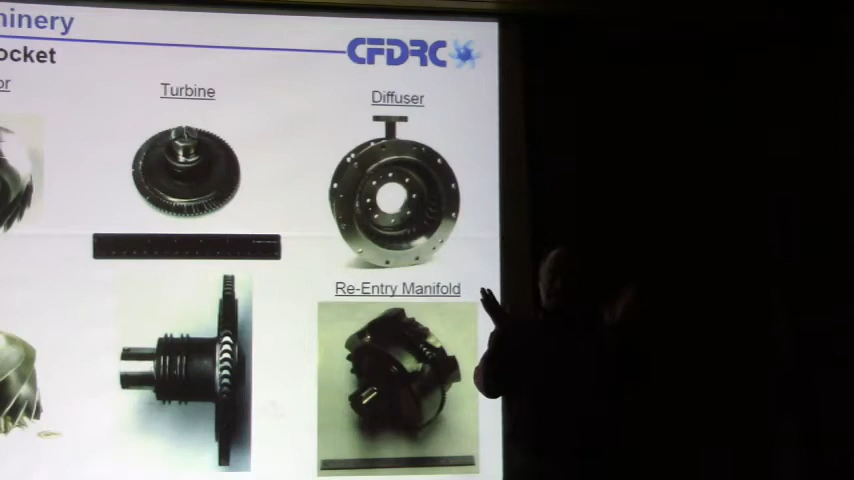 hinery
ocket
CFDRC
or
Turbine
Diffuser
Re-Entry Manifold